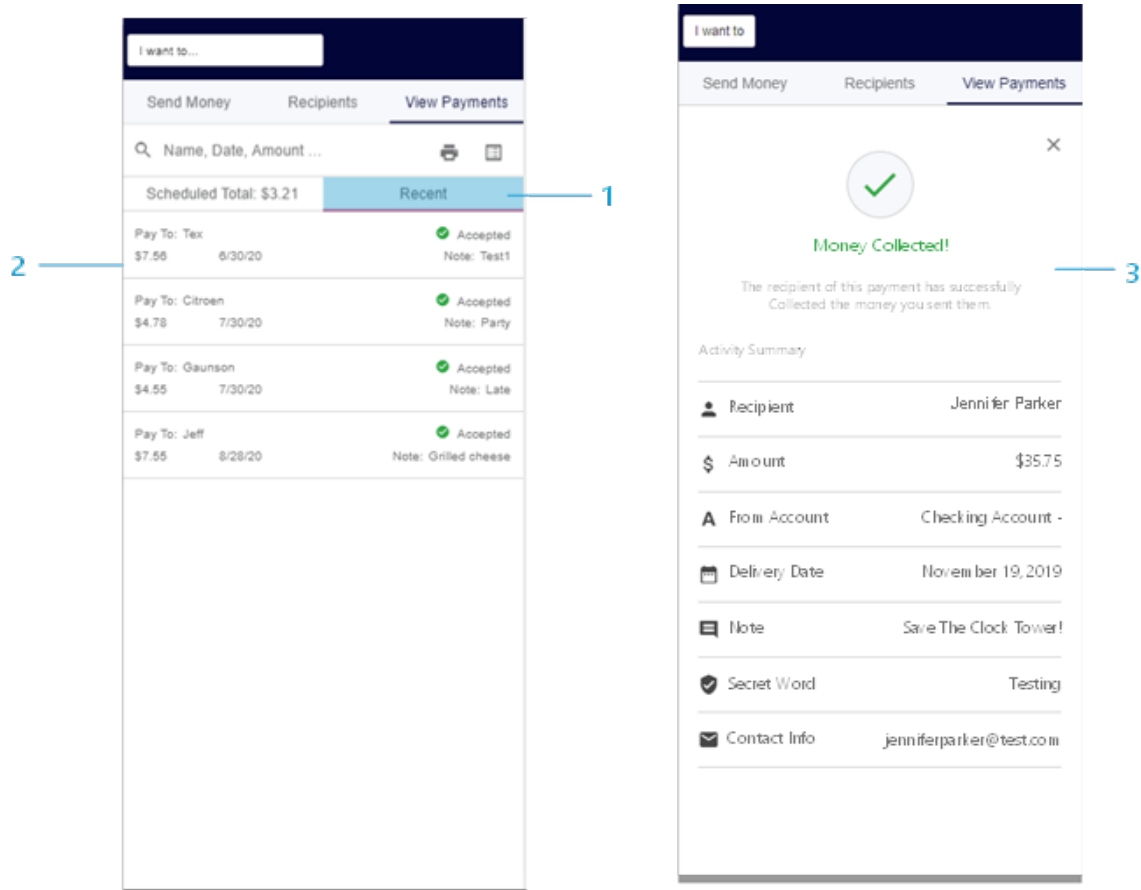 I want to...
Send Money Recipients View Payments
Name, Date, Amount ...
Scheduled Total: $3.21 Recent
1
Pay To: Tex Accepted
$7.56 6/30/20 Note: Test1
2
Pay To: Citroen Accepted
$4.78 7/30/20 Note: Party
Pay To: Gaunson Accepted
$4.55 7/30/20 Note: Late
Pay To: Jeff Accepted
$7.55 8/28/20 Note: Grilled cheese
I want to
Send Money Recipients View Payments
Money Collected!
3
The recipient of this payment has successfully
Collected the money you sent them.
Activity Summary
Recipient Jennifer Parker
$ Amount $35.75
A From Account Checking Account -
Delivery Date November 19, 2019
Note Save The Clock Tower!
Secret Word Testing
Contact Info jenniferparker@test.com